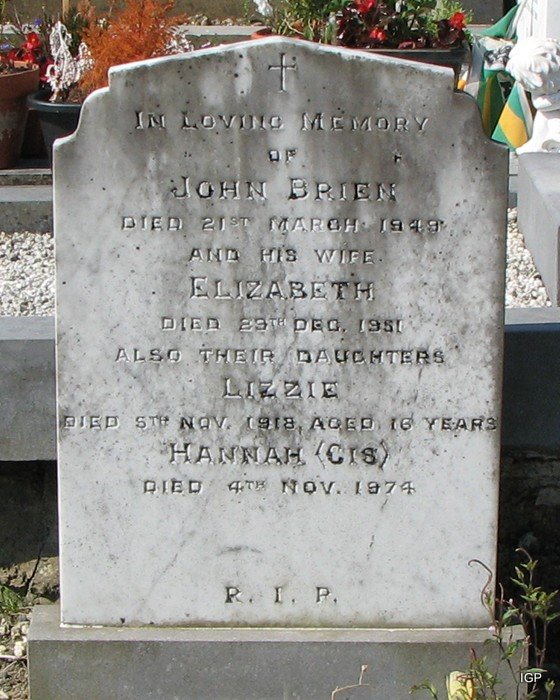 In Loving Memory
of
John Brien
died 21st March 1949
and his wife
Elizabeth
died 29th Dec. 1951
also their daughters
Lizzie
died 5th Nov. 1918, aged 16 years
Hannah (Cis)
died 4th Nov. 1974
R. I. P.
IGP